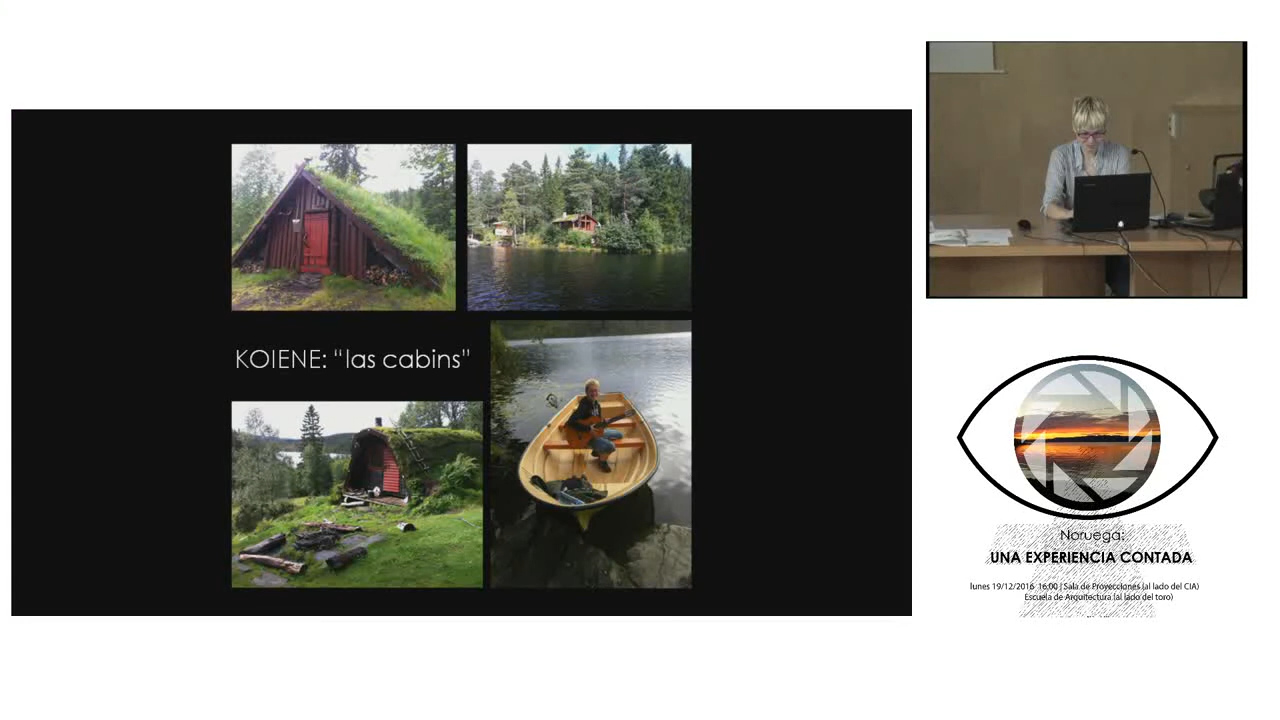 KOIENE: “las cabins”
Noruega:
UNA EXPERIENCIA CONTADA
lunes 19/12/2016 16:00 | Sala de Proyecciones (al lado del CIA)
Escuela de Arquitectura (al lado del toro)